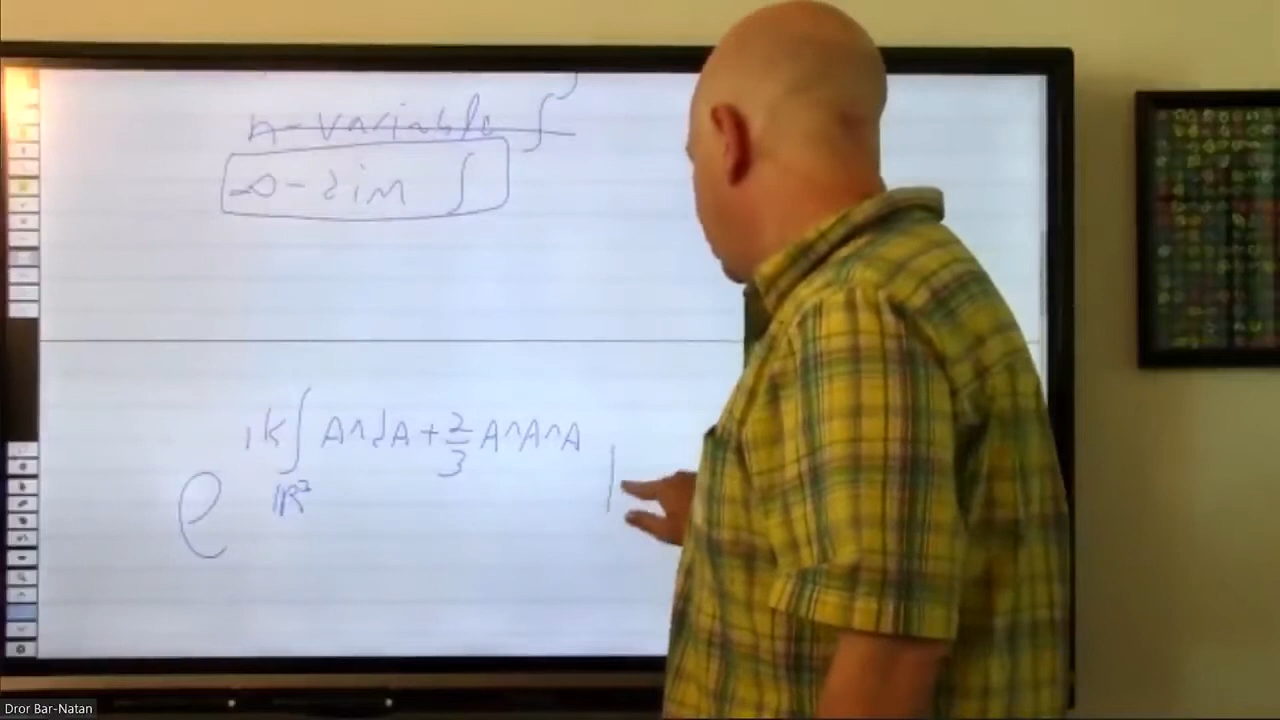 n-variable ∫
∞-dim ∫
e^{ik∫_{ℝ³} A∧dA + 2/3 A∧A∧A}
Dror Bar-Natan